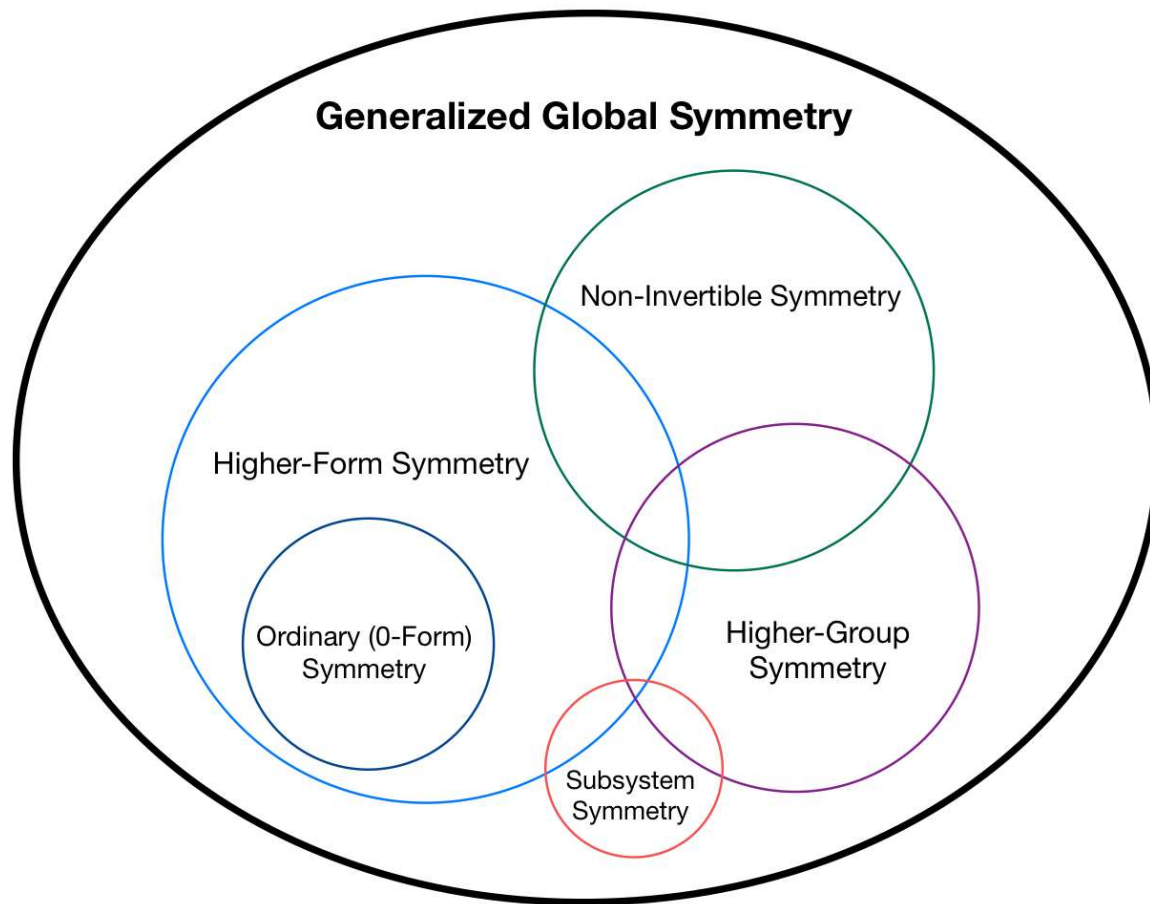 Generalized Global Symmetry
Non-Invertible Symmetry
Higher-Form Symmetry
Ordinary (0-Form)
Symmetry
Higher-Group
Symmetry
Subsystem
Symmetry